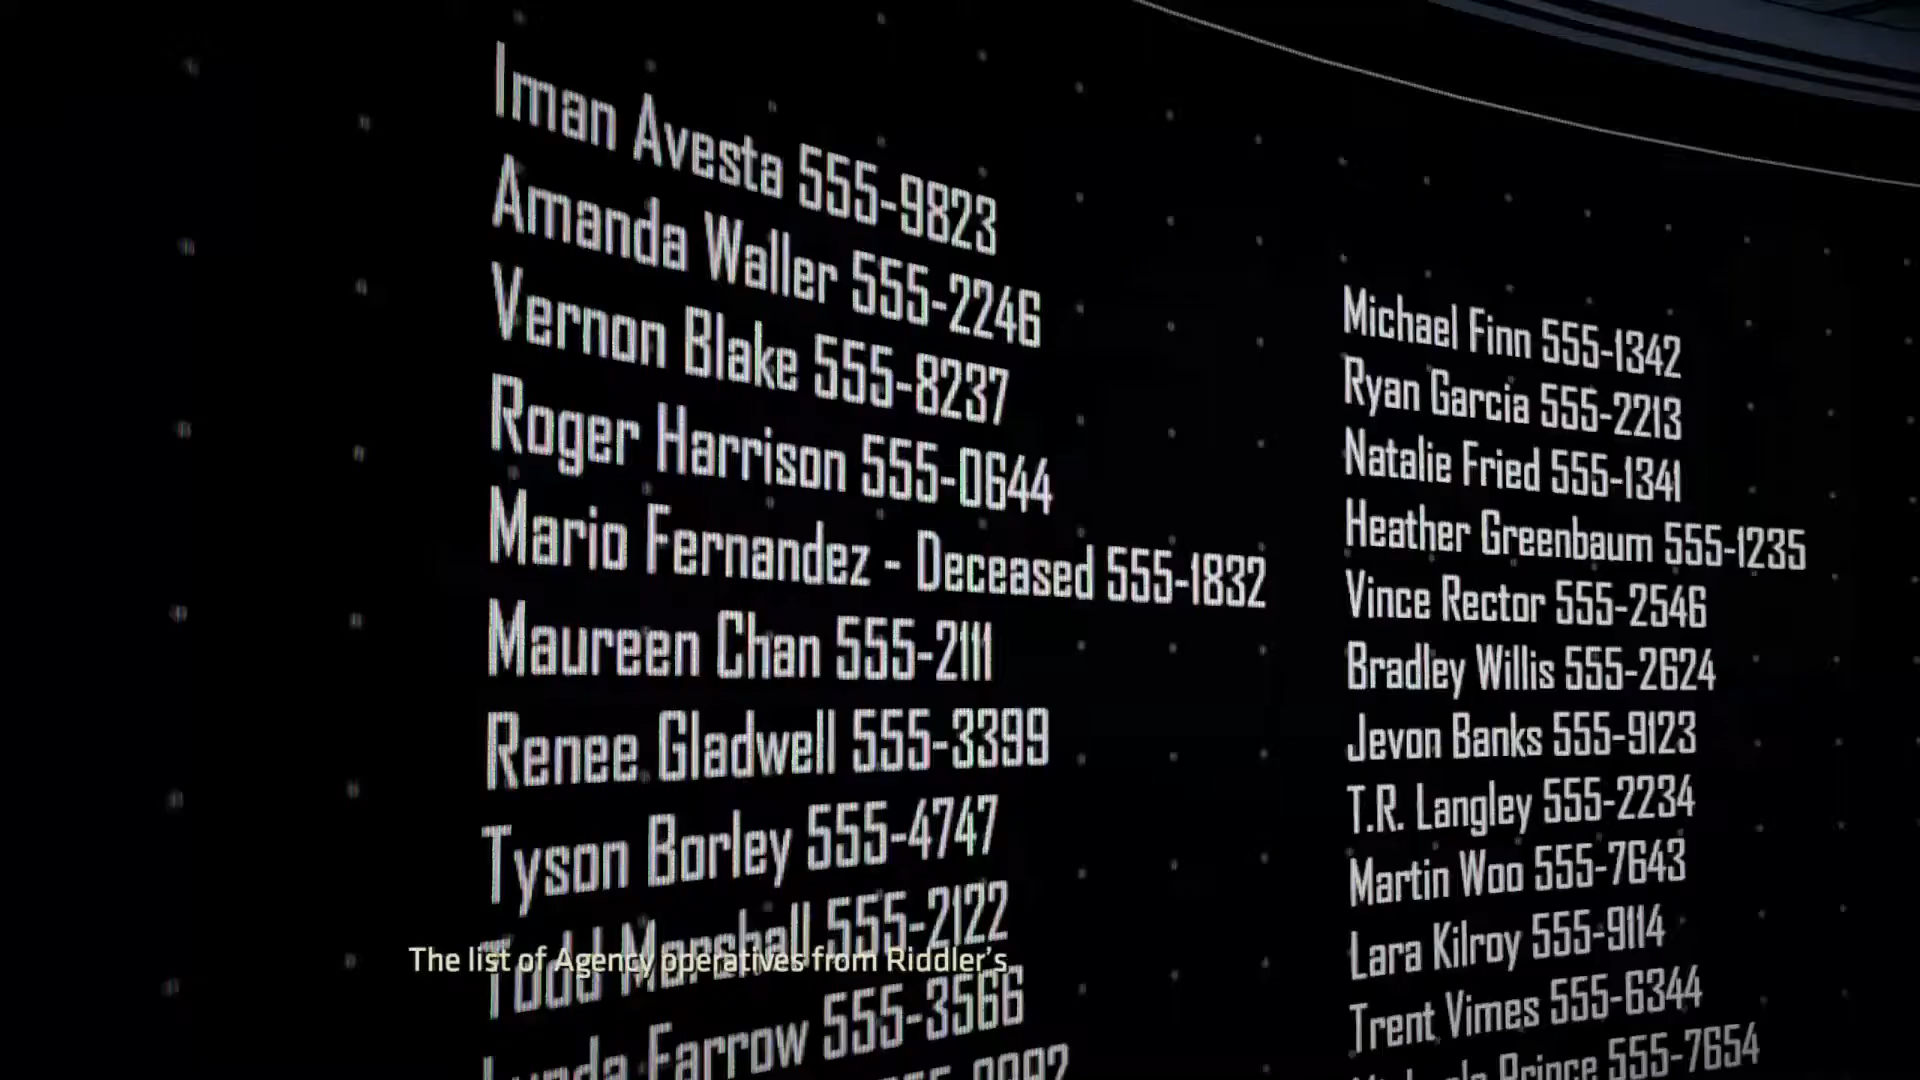 Iman Avesta 555-9823
Amanda Waller 555-2246
Vernon Blake 555-8237
Roger Harrison 555-0644
Mario Fernandez - Deceased 555-1832
Maureen Chan 555-2111
Renee Gladwell 555-3399
Tyson Borley 555-4747
Todd Marshall 555-2122
Farrow 555-3566
Michael Finn 555-1342
Ryan Garcia 555-2213
Natalie Fried 555-1341
Heather Greenbaum 555-1235
Vince Rector 555-2546
Bradley Willis 555-2624
Jevon Banks 555-9123
T.R. Langley 555-2234
Martin Woo 555-7643
Lara Kilroy 555-9114
Trent Vimes 555-6344
Prince 555-7654
The list of Agency operatives from Riddler's